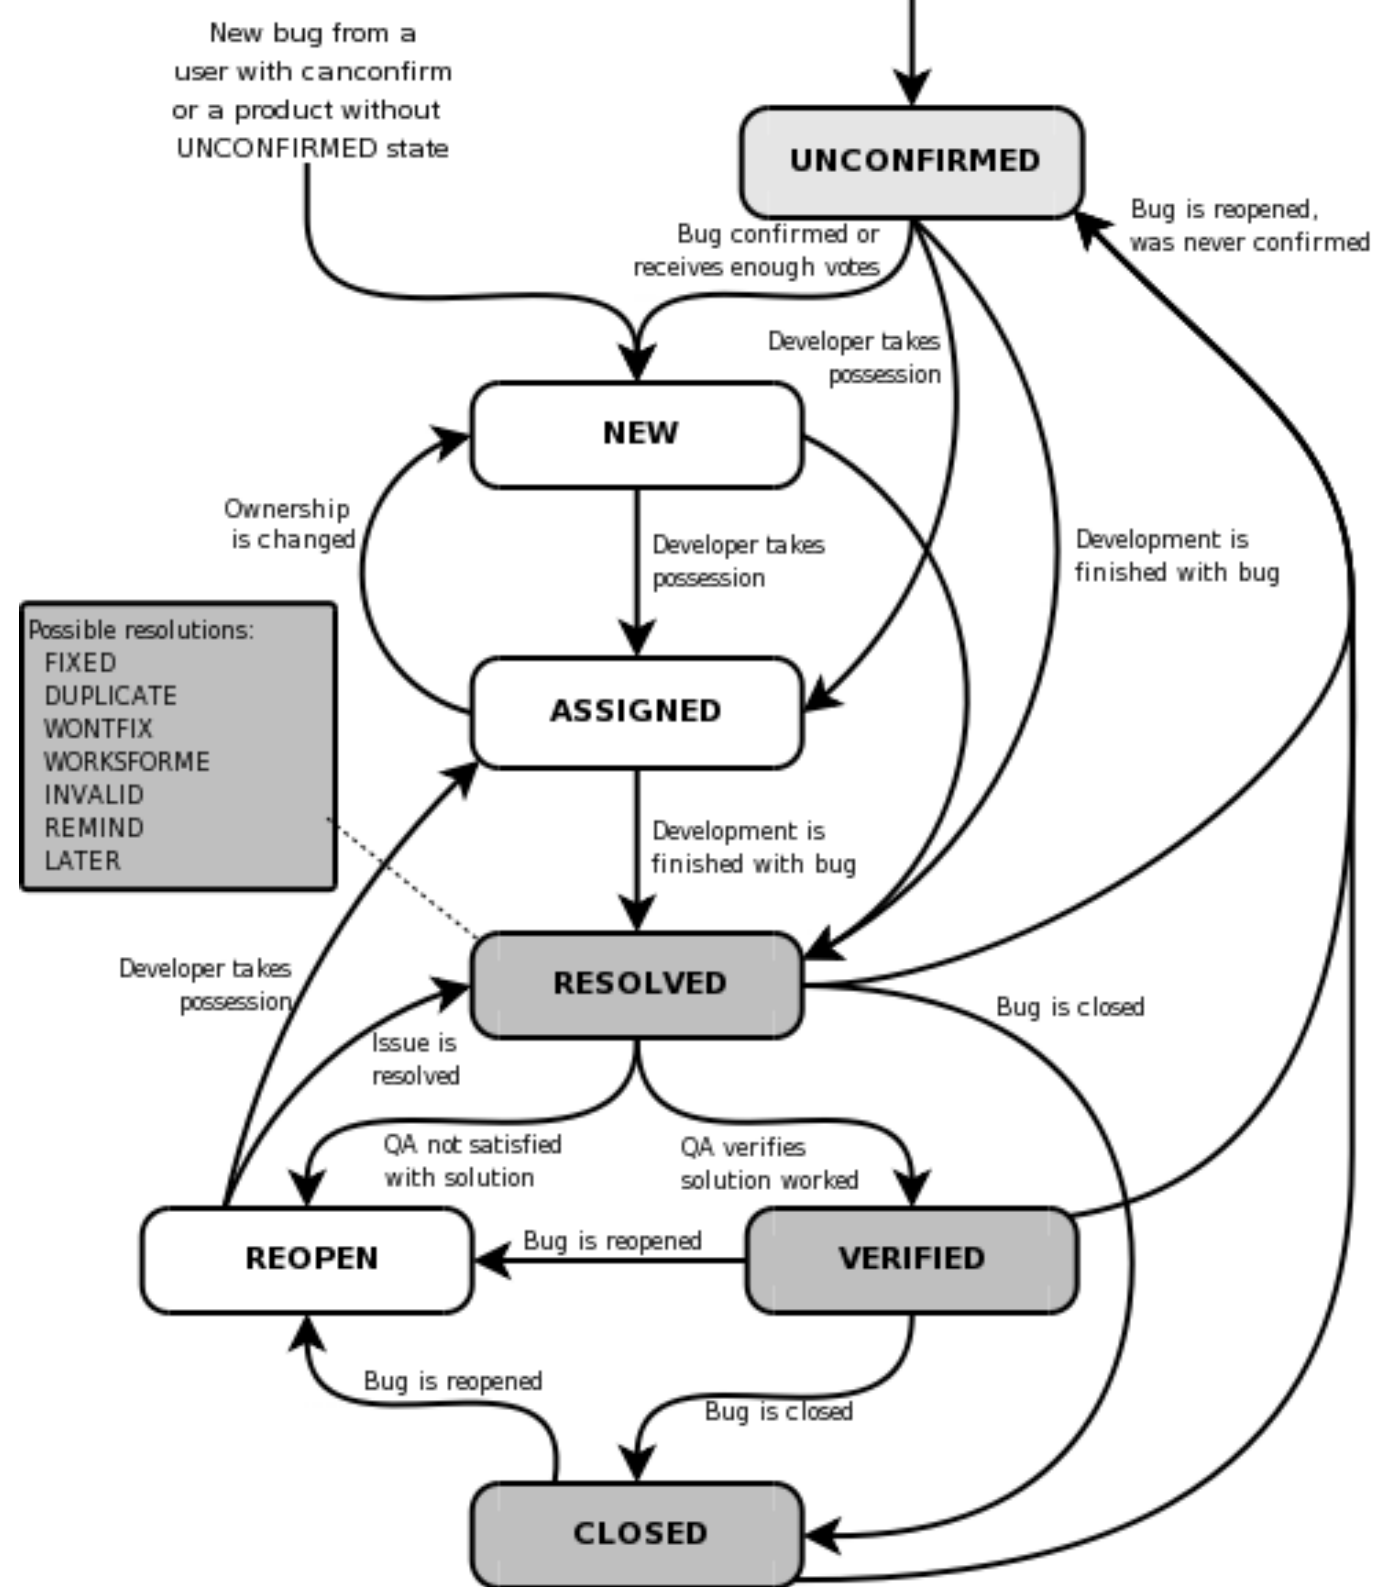 New bug from a
user with canconfirm
or a product without
UNCONFIRMED state
UNCONFIRMED
Bug is reopened,
was never confirmed
Bug confirmed or
receives enough votes
Developer takes
possession
NEW
Ownership
is changed
Developer takes
possession
Development is
finished with bug
Possible resolutions:
FIXED
DUPLICATE
WONTFIX
WORKSFORME
INVALID
REMIND
LATER
ASSIGNED
Development is
finished with bug
Developer takes
possession
RESOLVED
Bug is closed
Issue is
resolved
QA not satisfied
with solution
QA verifies
solution worked
REOPEN
Bug is reopened
VERIFIED
Bug is reopened
Bug is closed
CLOSED